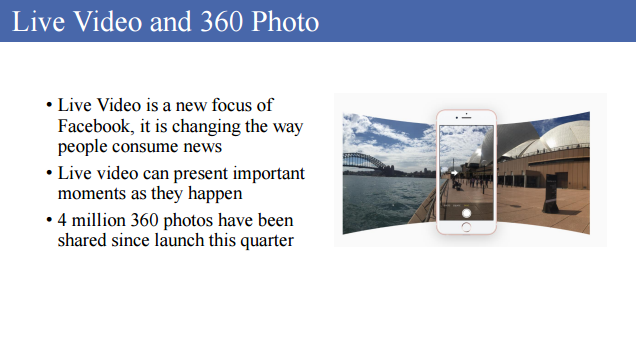 Live Video and 360 Photo
• Live Video is a new focus of
Facebook, it is changing the way
people consume news
• Live video can present important
moments as they happen
• 4 million 360 photos have been
shared since launch this quarter